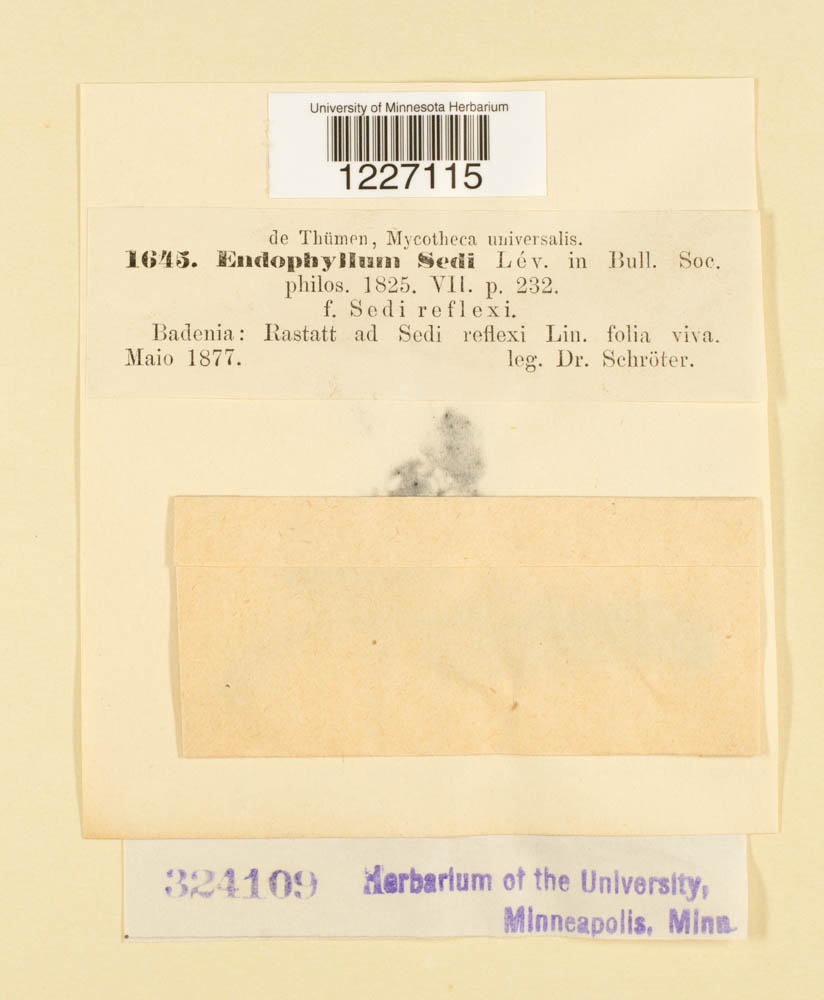 University of Minnesota Herbarium
1227115
de Thümen, Mycotheca universalis.
1645. Endophyllum Sedi Lév. in Bull. Soc.
philos. 1825. VII. p. 232.
f. Sedi reflexi.
Badenia: Rastatt ad Sedi reflexi Lin. folia viva.
Maio 1877. leg. Dr. Schröter.
324109 Herbarium of the University,
Minneapolis, Minn.